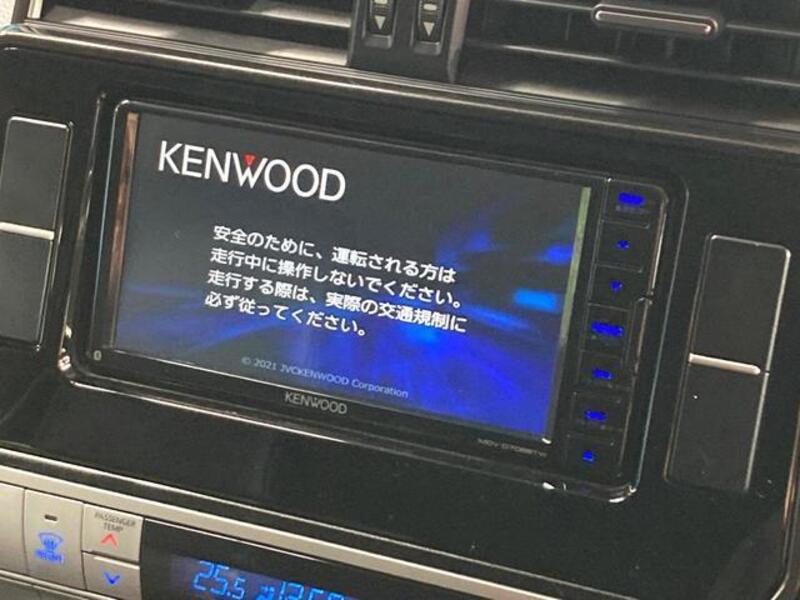 KENWOOD
安全のために、運転される方は
走行中に操作しないでください。
走行する際は、実際の交通規制に
必ず従ってください。
© 2021 JVCKENWOOD Corporation
KENWOOD
PASSENGER
TEMP
25.5